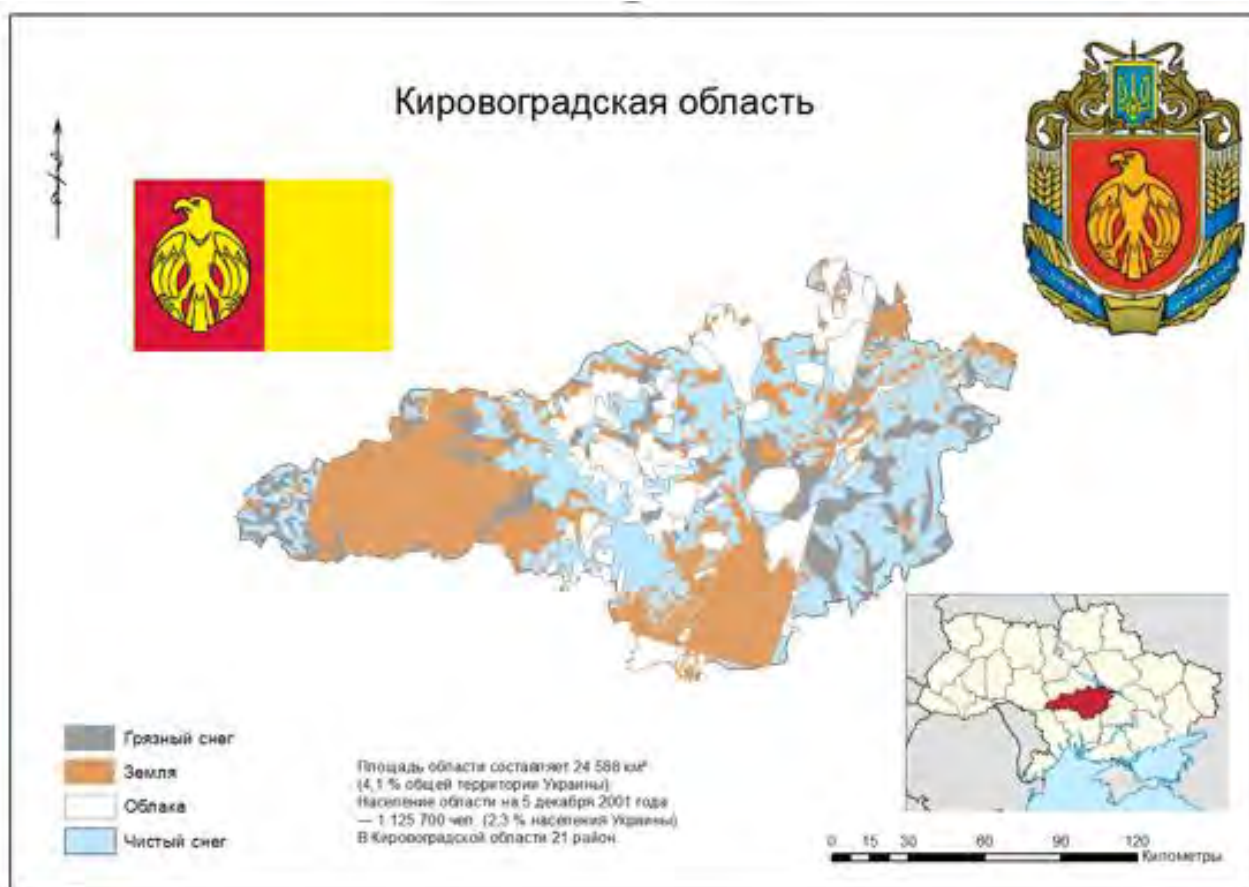 Кировоградская область
Грязный снег
Земля
Облака
Чистый снег
Площадь области составляет 24 588 км²
(4,1 % общей территории Украины)
Население области на 5 декабря 2001 года
— 1 125 700 чел. (2,3 % населения Украины)
В Кировоградской области 21 район
0 15 30 60 90 120
Километры